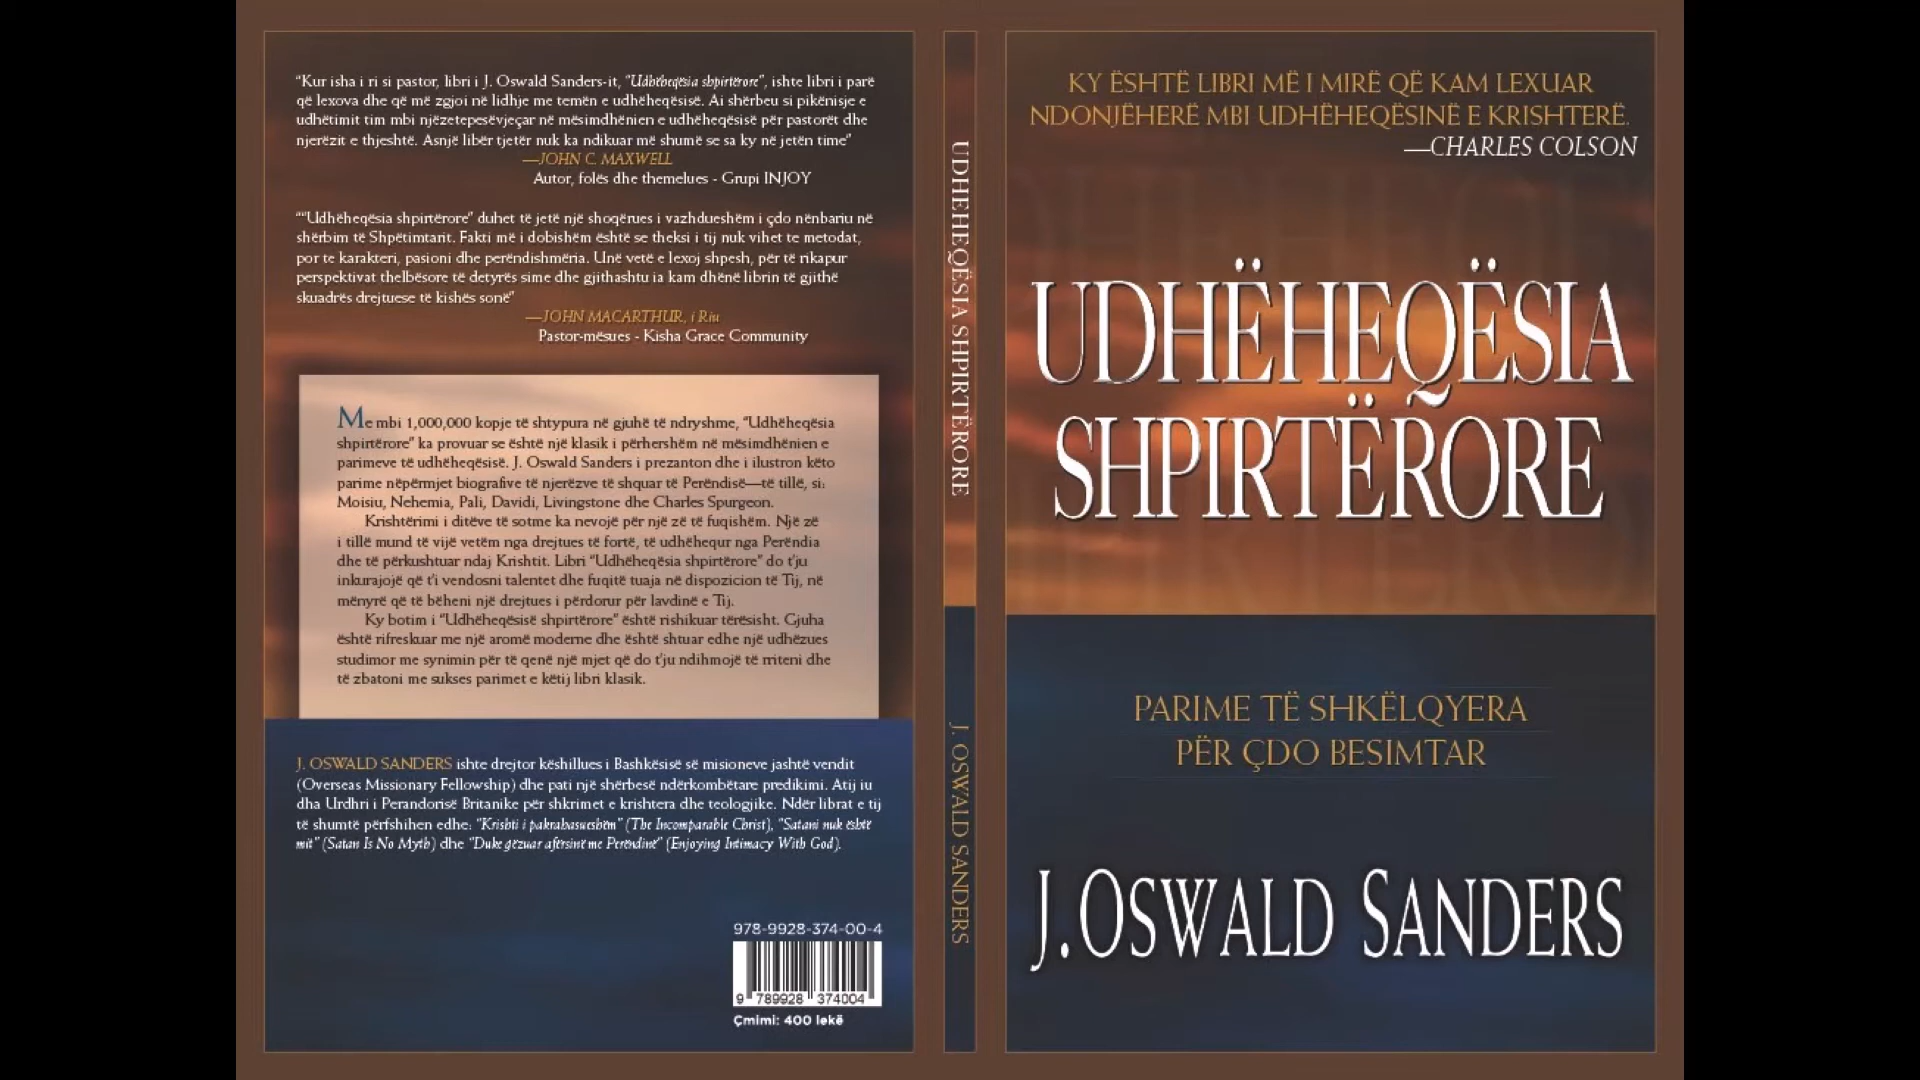 "Kur isha i ri si pastor, libri i J. Oswald Sanders-it, "Udhëheqësia shpirtërore", ishte libri i parë
që lexova dhe që më zgjoi në lidhje me temën e udhëheqësisë. Ai shërbeu si pikënisje e
udhëtimit tim mbi njëzetepesëvjeçar në mësimdhënien e udhëheqësisë për pastorët dhe
njerëzit e thjeshtë. Asnjë libër tjetër nuk ka ndikuar më shumë se sa ky në jetën time"
—JOHN C. MAXWELL
Autor, folës dhe themelues - Grupi INJOY
""Udhëheqësia shpirtërore" duhet të jetë një shoqërues i vazhdueshëm i çdo nënbariu në
shërbim të Shpëtimtarit. Fakti më i dobishëm është se theksi i tij nuk vihet te metodat,
por te karakteri, pasioni dhe perëndishmëria. Unë vetë e lexoj shpesh, për të rikapur
perspektivat thelbësore të detyrës sime dhe gjithashtu ia kam dhënë librin të gjithë
skuadrës drejtuese të kishës sonë"
—JOHN MACARTHUR, i Riu
Pastor-mësues - Kisha Grace Community
Me mbi 1,000,000 kopje të shtypura në gjuhë të ndryshme, "Udhëheqësia
shpirtërore" ka provuar se është një klasik i përhershëm në mësimdhënien e
parimeve të udhëheqësisë. J. Oswald Sanders i prezanton dhe i ilustron këto
parime nëpërmjet biografive të njerëzve të shquar të Perëndisë—të tillë, si:
Moisiu, Nehemia, Pali, Davidi, Livingstone dhe Charles Spurgeon.
Krishtërimi i ditëve të sotme ka nevojë për një zë të fuqishëm. Një zë
i tillë mund të vijë vetëm nga drejtues të fortë, të udhëhequr nga Perëndia
dhe të përkushtuar ndaj Krishtit. Libri "Udhëheqësia shpirtërore" do t'ju
inkurajojë që t'i vendosni talentet dhe fuqitë tuaja në dispozicion të Tij, në
mënyrë që të bëheni një drejtues i përdorur për lavdinë e Tij.
Ky botim i "Udhëheqësisë shpirtërore" është rishikuar tërësisht. Gjuha
është rifreskuar me një aromë moderne dhe është shtuar edhe një udhëzues
studimor me synimin për të qenë një mjet që do t'ju ndihmojë të rriteni dhe
të zbatoni me sukses parimet e këtij libri klasik.
J. OSWALD SANDERS ishte drejtor këshillues i Bashkësisë së misioneve jashtë vendit
(Overseas Missionary Fellowship) dhe pati një shërbesë ndërkombëtare predikimi. Atij iu
dha Urdhri i Perandorisë Britanike për shkrimet e krishtera dhe teologjike. Ndër librat e tij
të shumtë përfshihen edhe: "Krishti i pakrahasueshëm" (The Incomparable Christ), "Satani nuk është
mit" (Satan Is No Myth) dhe "Duke gëzuar afërsinë me Perëndinë" (Enjoying Intimacy With God).
978-9928-374-00-4
9 789928 374004
Çmimi: 400 lekë
UDHËHEQËSIA SHPIRTËRORE
J. OSWALD SANDERS
KY ËSHTË LIBRI MË I MIRË QË KAM LEXUAR
NDONJËHERË MBI UDHËHEQËSINË E KRISHTERË.
—CHARLES COLSON
UDHËHEQËSIA
SHPIRTËRORE
PARIME TË SHKËLQYERA
PËR ÇDO BESIMTAR
J. OSWALD SANDERS